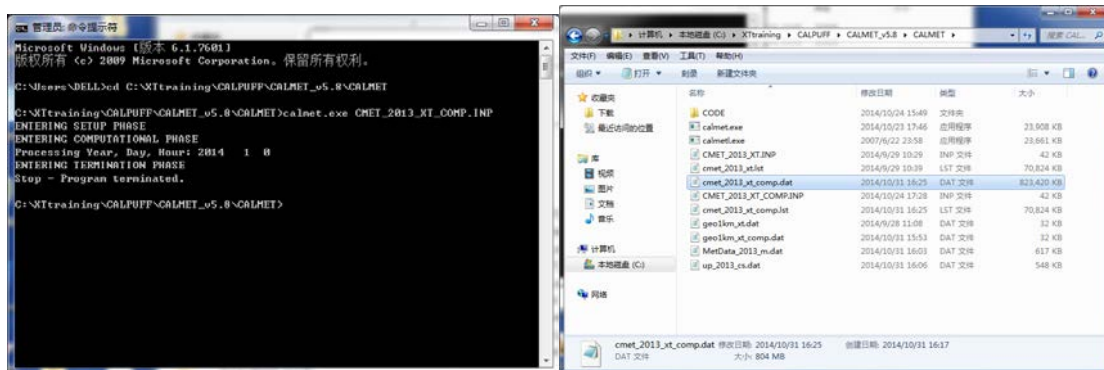 管理员: 命令提示符
Microsoft Windows [版本 6.1.7601]
版权所有 (c) 2009 Microsoft Corporation。保留所有权利。
C:\Users\DELL>cd C:\XTtraining\CALPUFF\CALMET_v5.8\CALMET
C:\XTtraining\CALPUFF\CALMET_v5.8\CALMET>calmet.exe CMET_2013_XT_COMP.INP
ENTERING SETUP PHASE
ENTERING COMPUTATIONAL PHASE
Processing Year, Day, Hour: 2014 1 0
ENTERING TERMINATION PHASE
Stop - Program terminated.
C:\XTtraining\CALPUFF\CALMET_v5.8\CALMET>
计算机 本地磁盘 (C:) XTtraining CALPUFF CALMET_v5.8 CALMET 搜索 CAL...
文件(F) 编辑(E) 查看(V) 工具(T) 帮助(H)
组织 打开 刻录 新建文件夹
收藏夹
下载
最近访问的位置
库
视频
图片
文档
音乐
计算机
本地磁盘 (C:)
网络
名称 修改日期 类型 大小
CODE 2014/10/24 15:49 文件夹
calmet.exe 2014/10/23 17:46 应用程序 23,908 KB
calmetl.exe 2007/6/22 23:58 应用程序 23,661 KB
CMET_2013_XT.INP 2014/9/29 10:29 INP 文件 42 KB
cmet_2013_xt.lst 2014/9/29 10:39 LST 文件 70,824 KB
cmet_2013_xt_comp.dat 2014/10/31 16:25 DAT 文件 823,420 KB
CMET_2013_XT_COMP.INP 2014/10/24 17:28 INP 文件 42 KB
cmet_2013_xt_comp.lst 2014/10/31 16:25 LST 文件 70,824 KB
geo1km_xt.dat 2014/9/28 11:08 DAT 文件 32 KB
geo1km_xt_comp.dat 2014/10/31 15:53 DAT 文件 32 KB
MetData_2013_m.dat 2014/10/31 16:03 DAT 文件 617 KB
up_2013_cs.dat 2014/10/31 16:06 DAT 文件 548 KB
cmet_2013_xt_comp.dat 修改日期: 2014/10/31 16:25 创建日期: 2014/10/31 16:17
DAT 文件 大小: 804 MB